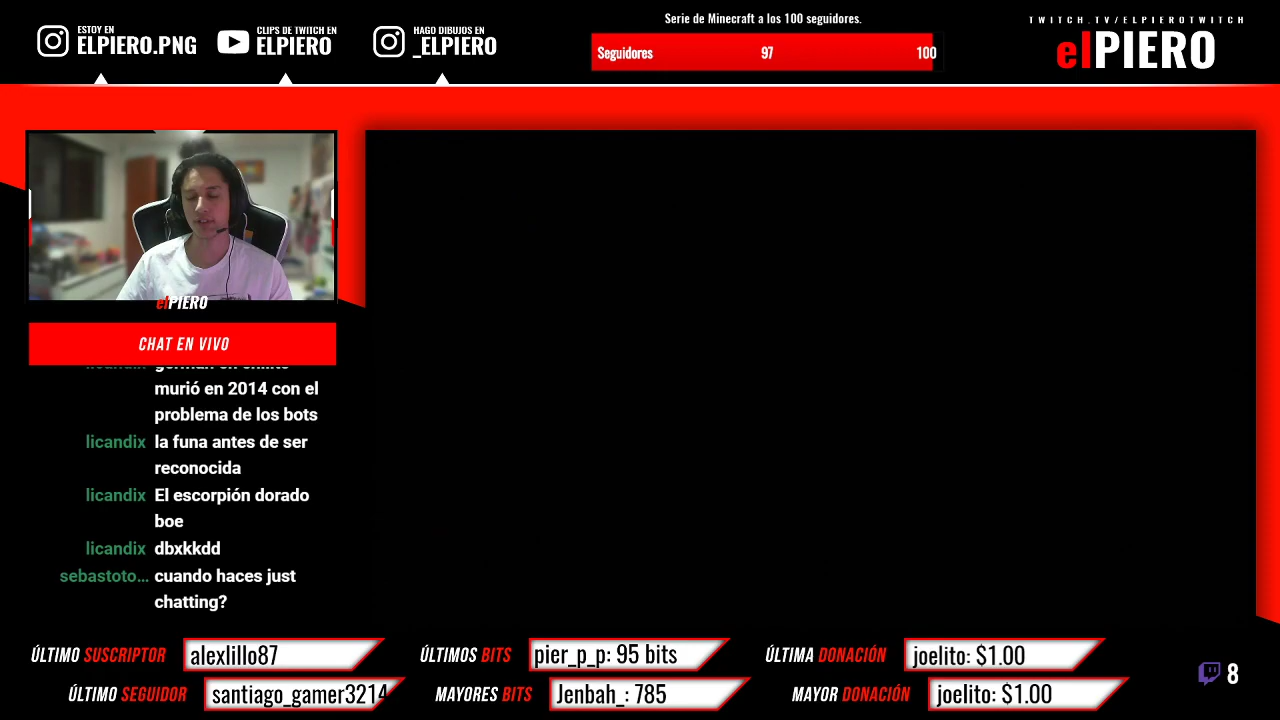 ESTOY EN
ELPIERO.PNG
CLIPS DE TWITCH EN
ELPIERO
HAGO DIBUJOS EN
_ELPIERO
Serie de Minecraft a los 100 seguidores.
Seguidores 97 100
TWITCH.TV/ELPIEROTWITCH
elPIERO
elPIERO
CHAT EN VIVO
murió en 2014 con el
problema de los bots
licandix la funa antes de ser
reconocida
licandix El escorpión dorado
boe
licandix dbxkkdd
sebastoto... cuando haces just
chatting?
ÚLTIMO SUSCRIPTOR alexlillo87
ÚLTIMOS BITS pier_p_p: 95 bits
ÚLTIMA DONACIÓN joelito: $1.00
8
ÚLTIMO SEGUIDOR santiago_gamer3214
MAYORES BITS Jenbah_: 785
MAYOR DONACIÓN joelito: $1.00